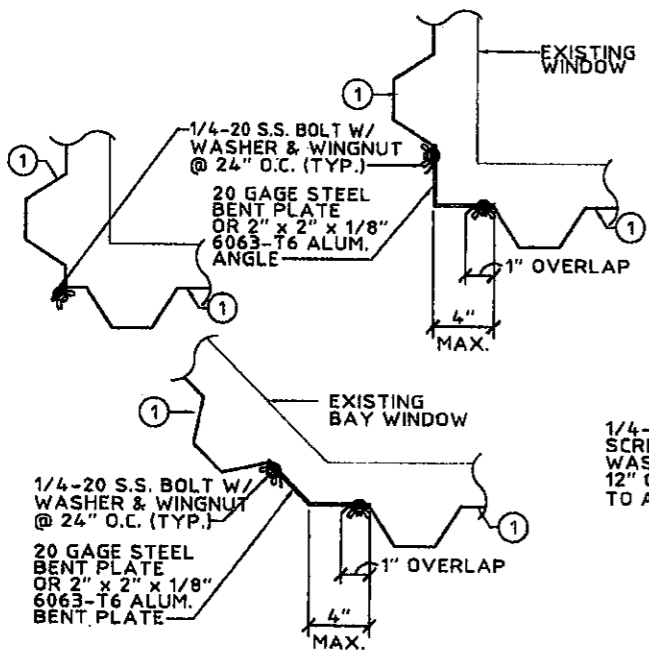 EXISTING
WINDOW
1
1/4-20 S.S. BOLT W/
WASHER & WINGNUT
@ 24" O.C. (TYP.)
1
20 GAGE STEEL
BENT PLATE
OR 2" x 2" x 1/8"
6063-T6 ALUM.
ANGLE
1
1" OVERLAP
1
4"
MAX.
1
EXISTING
BAY WINDOW
1/4-20 S.S. BOLT W/
WASHER & WINGNUT
@ 24" O.C. (TYP.)
1
20 GAGE STEEL
BENT PLATE
OR 2" x 2" x 1/8"
6063-T6 ALUM.
BENT PLATE
1" OVERLAP
4"
MAX.
1/4-
12"
TO